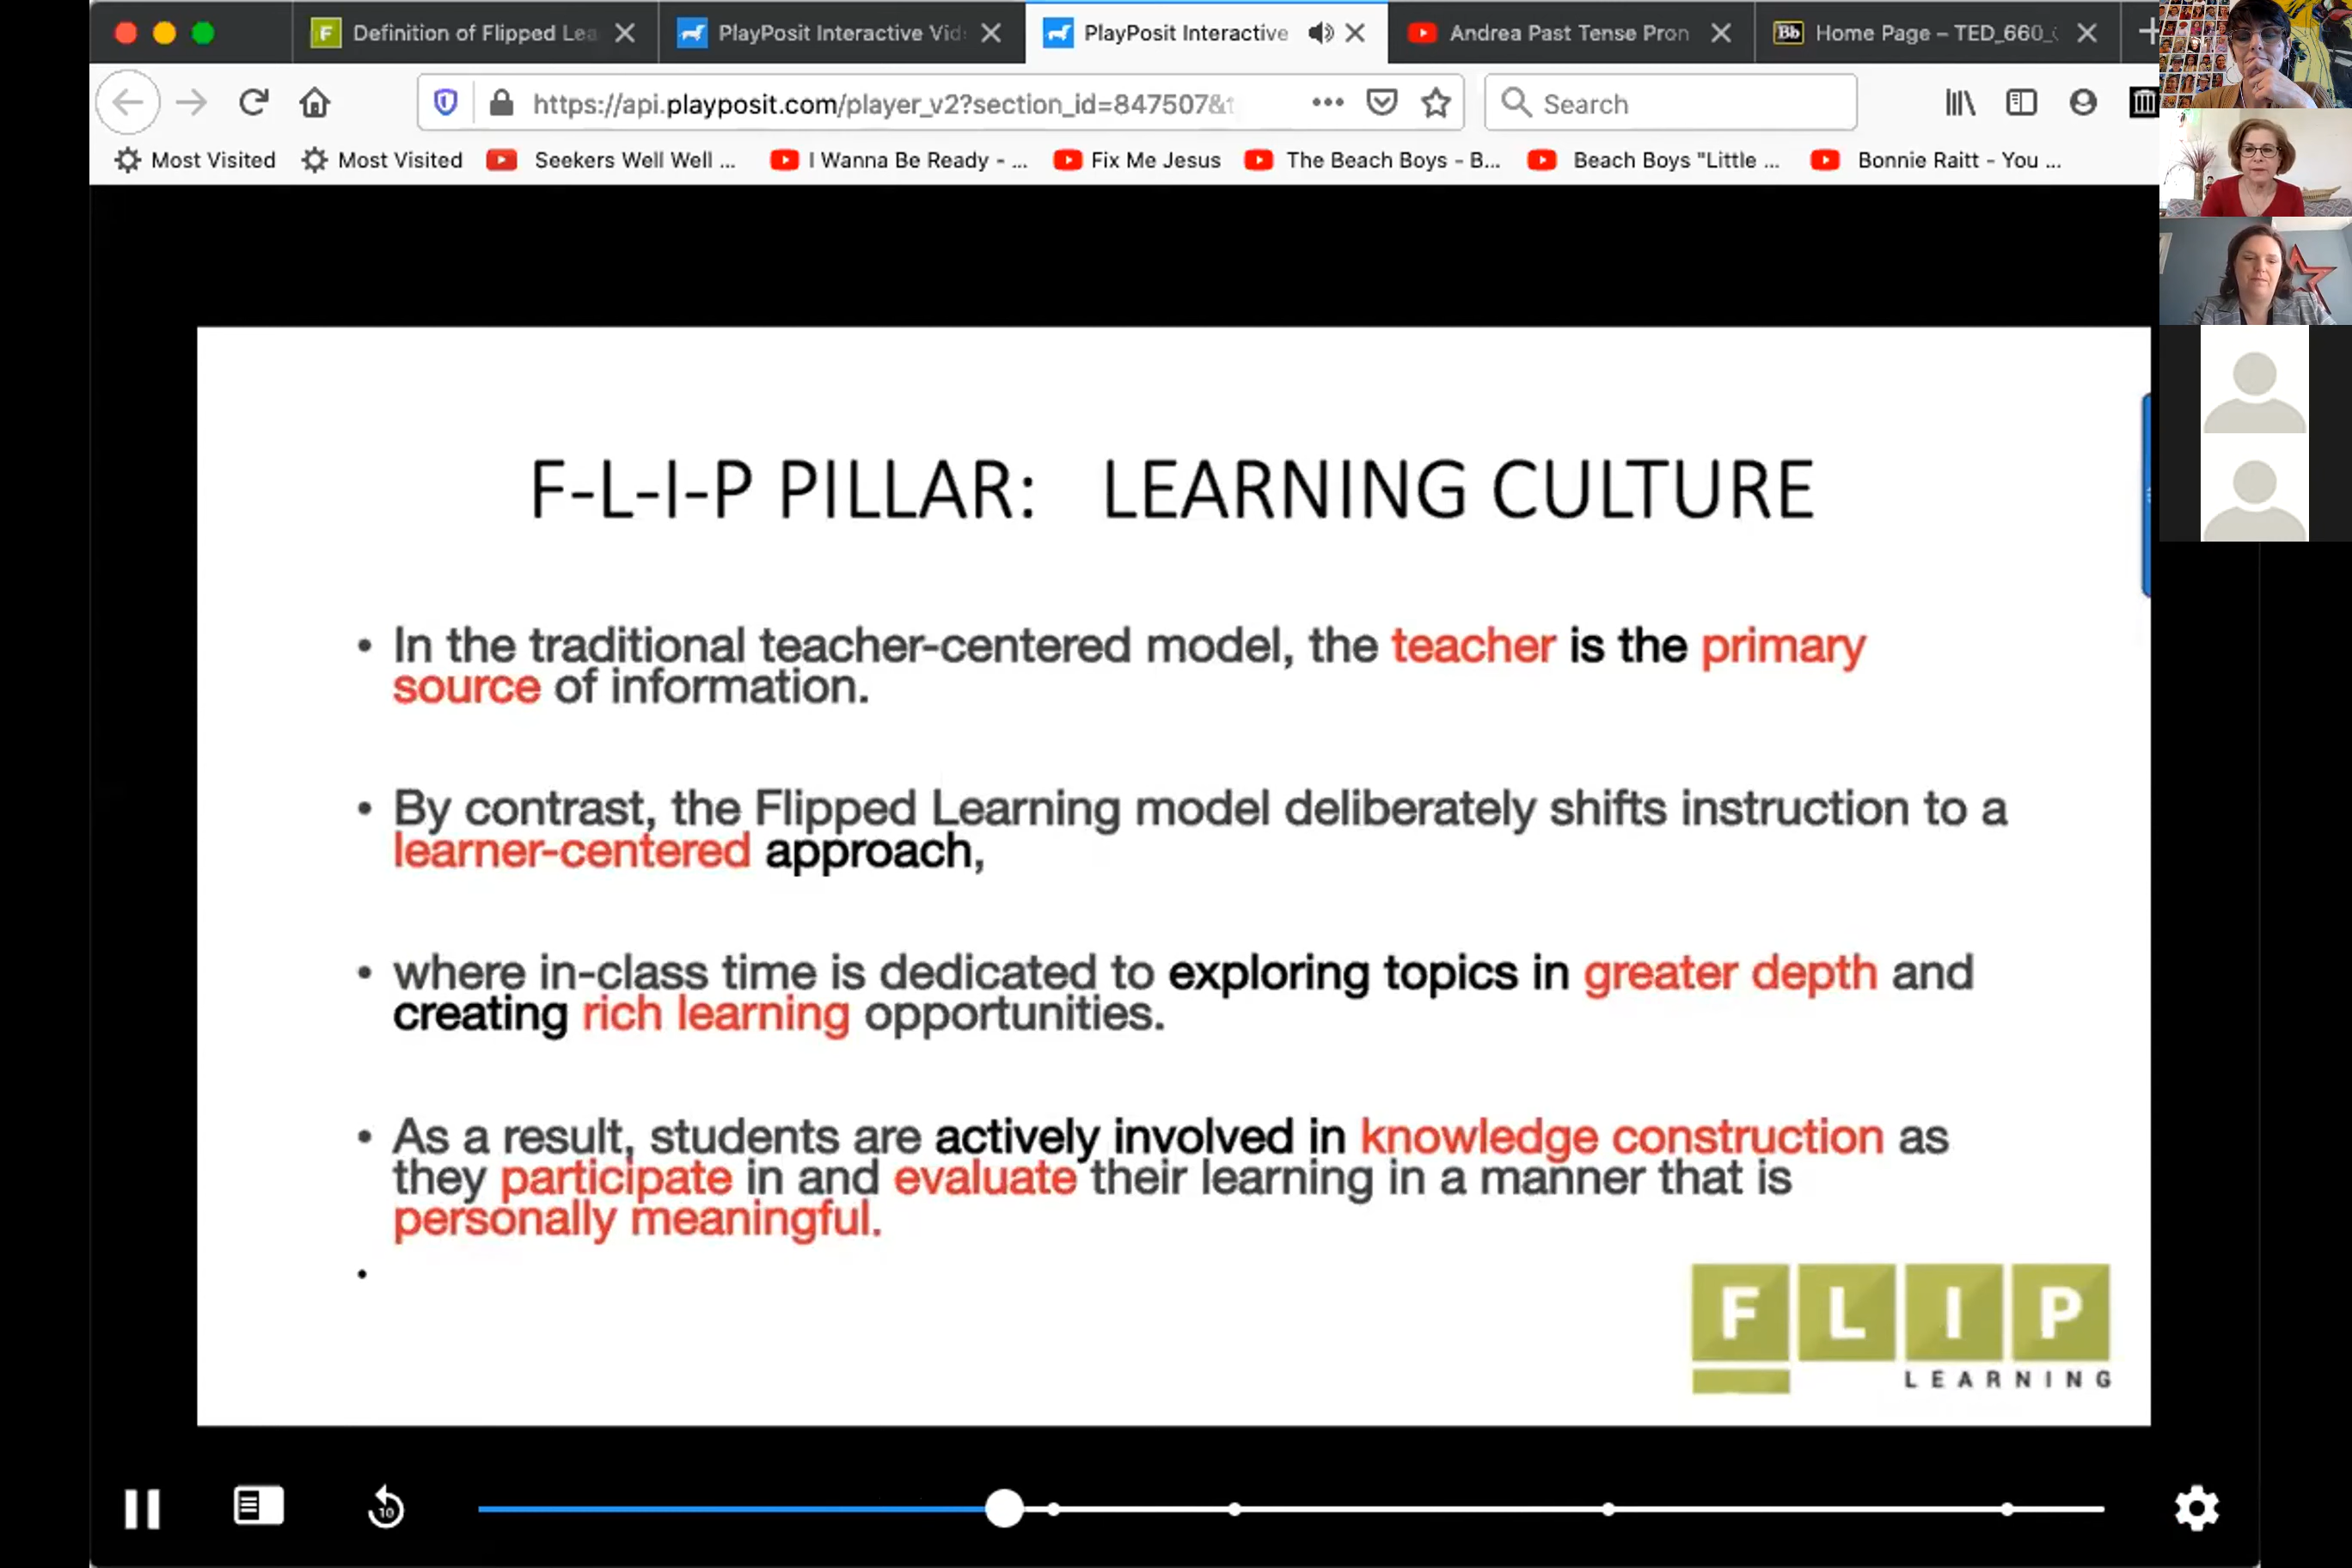 Definition of Flipped Lea
PlayPosit Interactive Vid
PlayPosit Interactive
Andrea Past Tense Pron
Bb Home Page – TED_660_
https://api.playposit.com/player_v2?section_id=847507&t
Search
Most Visited
Most Visited
Seekers Well Well ...
I Wanna Be Ready - ...
Fix Me Jesus
The Beach Boys - B...
Beach Boys "Little ...
Bonnie Raitt - You ...
F-L-I-P PILLAR: LEARNING CULTURE
• In the traditional teacher-centered model, the teacher is the primary
source of information.
• By contrast, the Flipped Learning model deliberately shifts instruction to a
learner-centered approach,
• where in-class time is dedicated to exploring topics in greater depth and
creating rich learning opportunities.
• As a result, students are actively involved in knowledge construction as
they participate in and evaluate their learning in a manner that is
personally meaningful.
•
F L I P
LEARNING
10